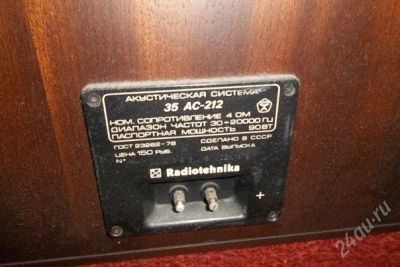 АКУСТИЧЕСКАЯ СИСТЕМА
35 АС-212
НОМ. СОПРОТИВЛЕНИЕ 4 ОМ
ДИАПАЗОН ЧАСТОТ 30÷20000 ГЦ
ПАСПОРТНАЯ МОЩНОСТЬ 90 ВТ
ГОСТ 23262-78 СДЕЛАНО В СССР
ЦЕНА 150 РУБ. ДАТА ВЫПУСКА
N°
Radiotehnika
+
24au.ru